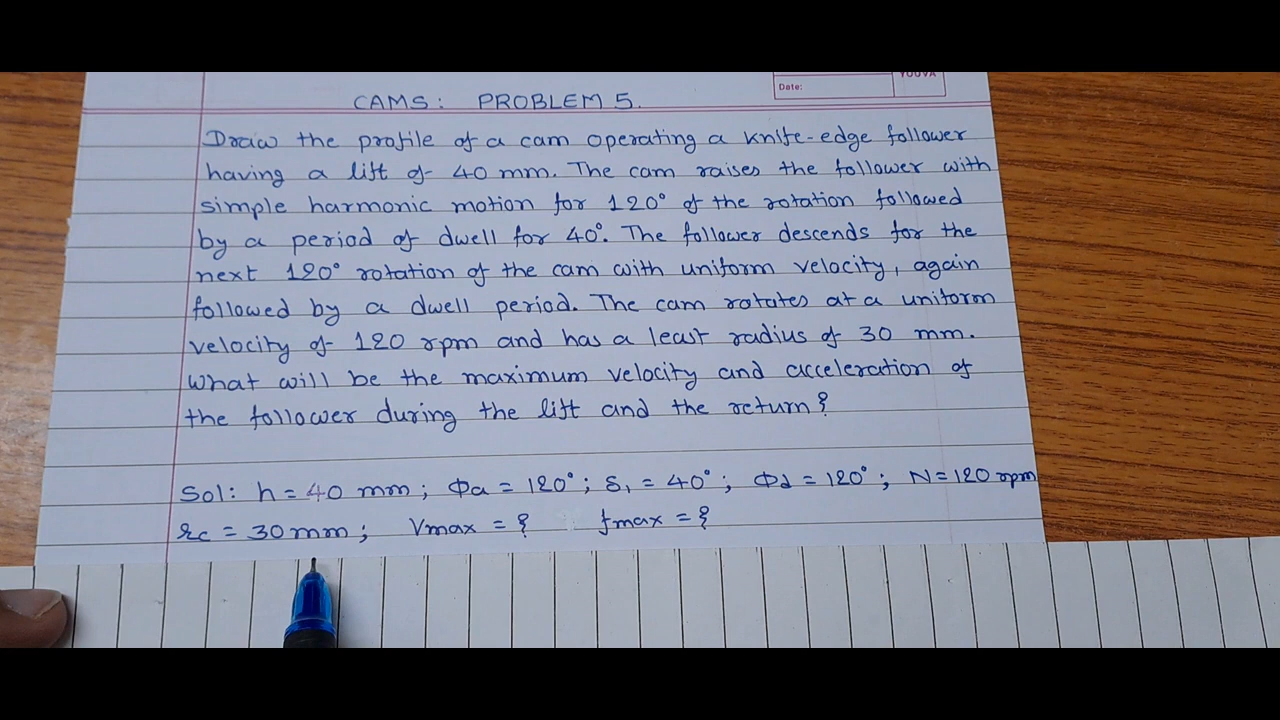 YOUVA
Date:
CAMS: PROBLEM 5.
Draw the profile of a cam operating a knife-edge follower
having a lift of 40 mm. The cam raises the follower with
simple harmonic motion for 120° of the rotation followed
by a period of dwell for 40°. The follower descends for the
next 120° rotation of the cam with uniform velocity, again
followed by a dwell period. The cam rotates at a uniform
velocity of 120 rpm and has a least radius of 30 mm.
What will be the maximum velocity and acceleration of
the follower during the lift and the return?
Sol: h = 40 mm; Φa = 120°; δ₁ = 40°; Φd = 120°; N = 120 rpm
rc = 30 mm; Vmax = ? fmax = ?